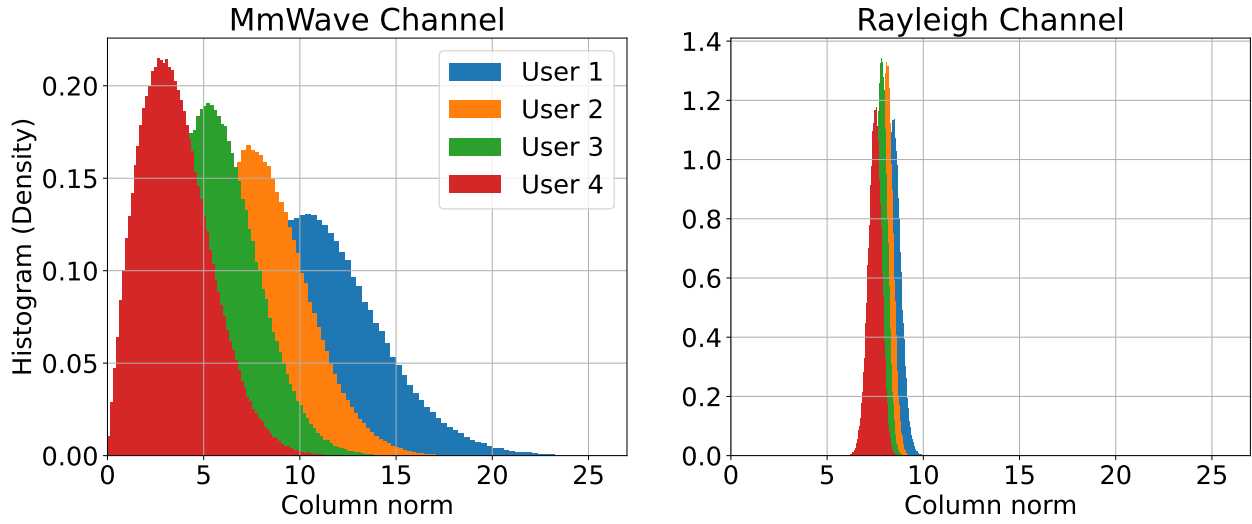 MmWave Channel
Histogram (Density)
0.20
0.15
0.10
0.05
0.00
0 5 10 15 20 25
Column norm
User 1
User 2
User 3
User 4
Rayleigh Channel
1.4
1.2
1.0
0.8
0.6
0.4
0.2
0.0
0 5 10 15 20 25
Column norm